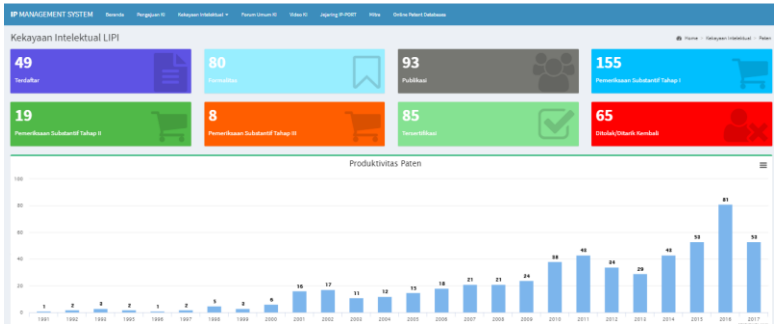 IP MANAGEMENT SYSTEM Beranda Pengajuan KI Kekayaan Intelektual Forum Umum KI Video KI Jejaring IP-PORT Mitra Online Patent Databases
Kekayaan Intelektual LIPI
Home - Kekayaan Intelektual - Paten
49
Terdaftar
80
Formalitas
93
Publikasi
155
Pemeriksaan Substantif Tahap I
19
Pemeriksaan Substantif Tahap II
8
Pemeriksaan Substantif Tahap III
85
Tersertifikasi
65
Ditolak/Ditarik Kembali
Produktivitas Paten
100
80
60
40
20
0
1 2 3 2 1 2 5 3 6 16 17 11 12 15 18 21 21 24 38 43 34 29 43 53 81 53
1991 1992 1993 1995 1996 1997 1998 1999 2000 2001 2002 2003 2004 2005 2006 2007 2008 2009 2010 2011 2012 2013 2014 2015 2016 2017